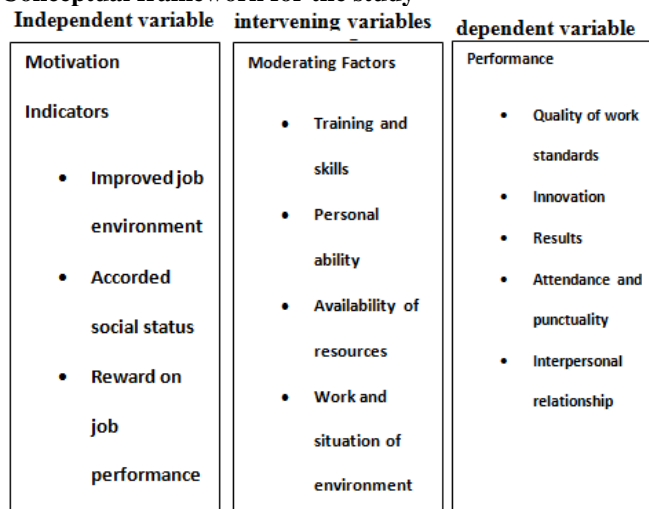 Conceptual framework for the study
Independent variable
Motivation
Indicators
• Improved job
environment
• Accorded
social status
• Reward on
job
performance
intervening variables
Moderating Factors
• Training and
skills
• Personal
ability
• Availability of
resources
• Work and
situation of
environment
dependent variable
Performance
• Quality of work
standards
• Innovation
• Results
• Attendance and
punctuality
• Interpersonal
relationship